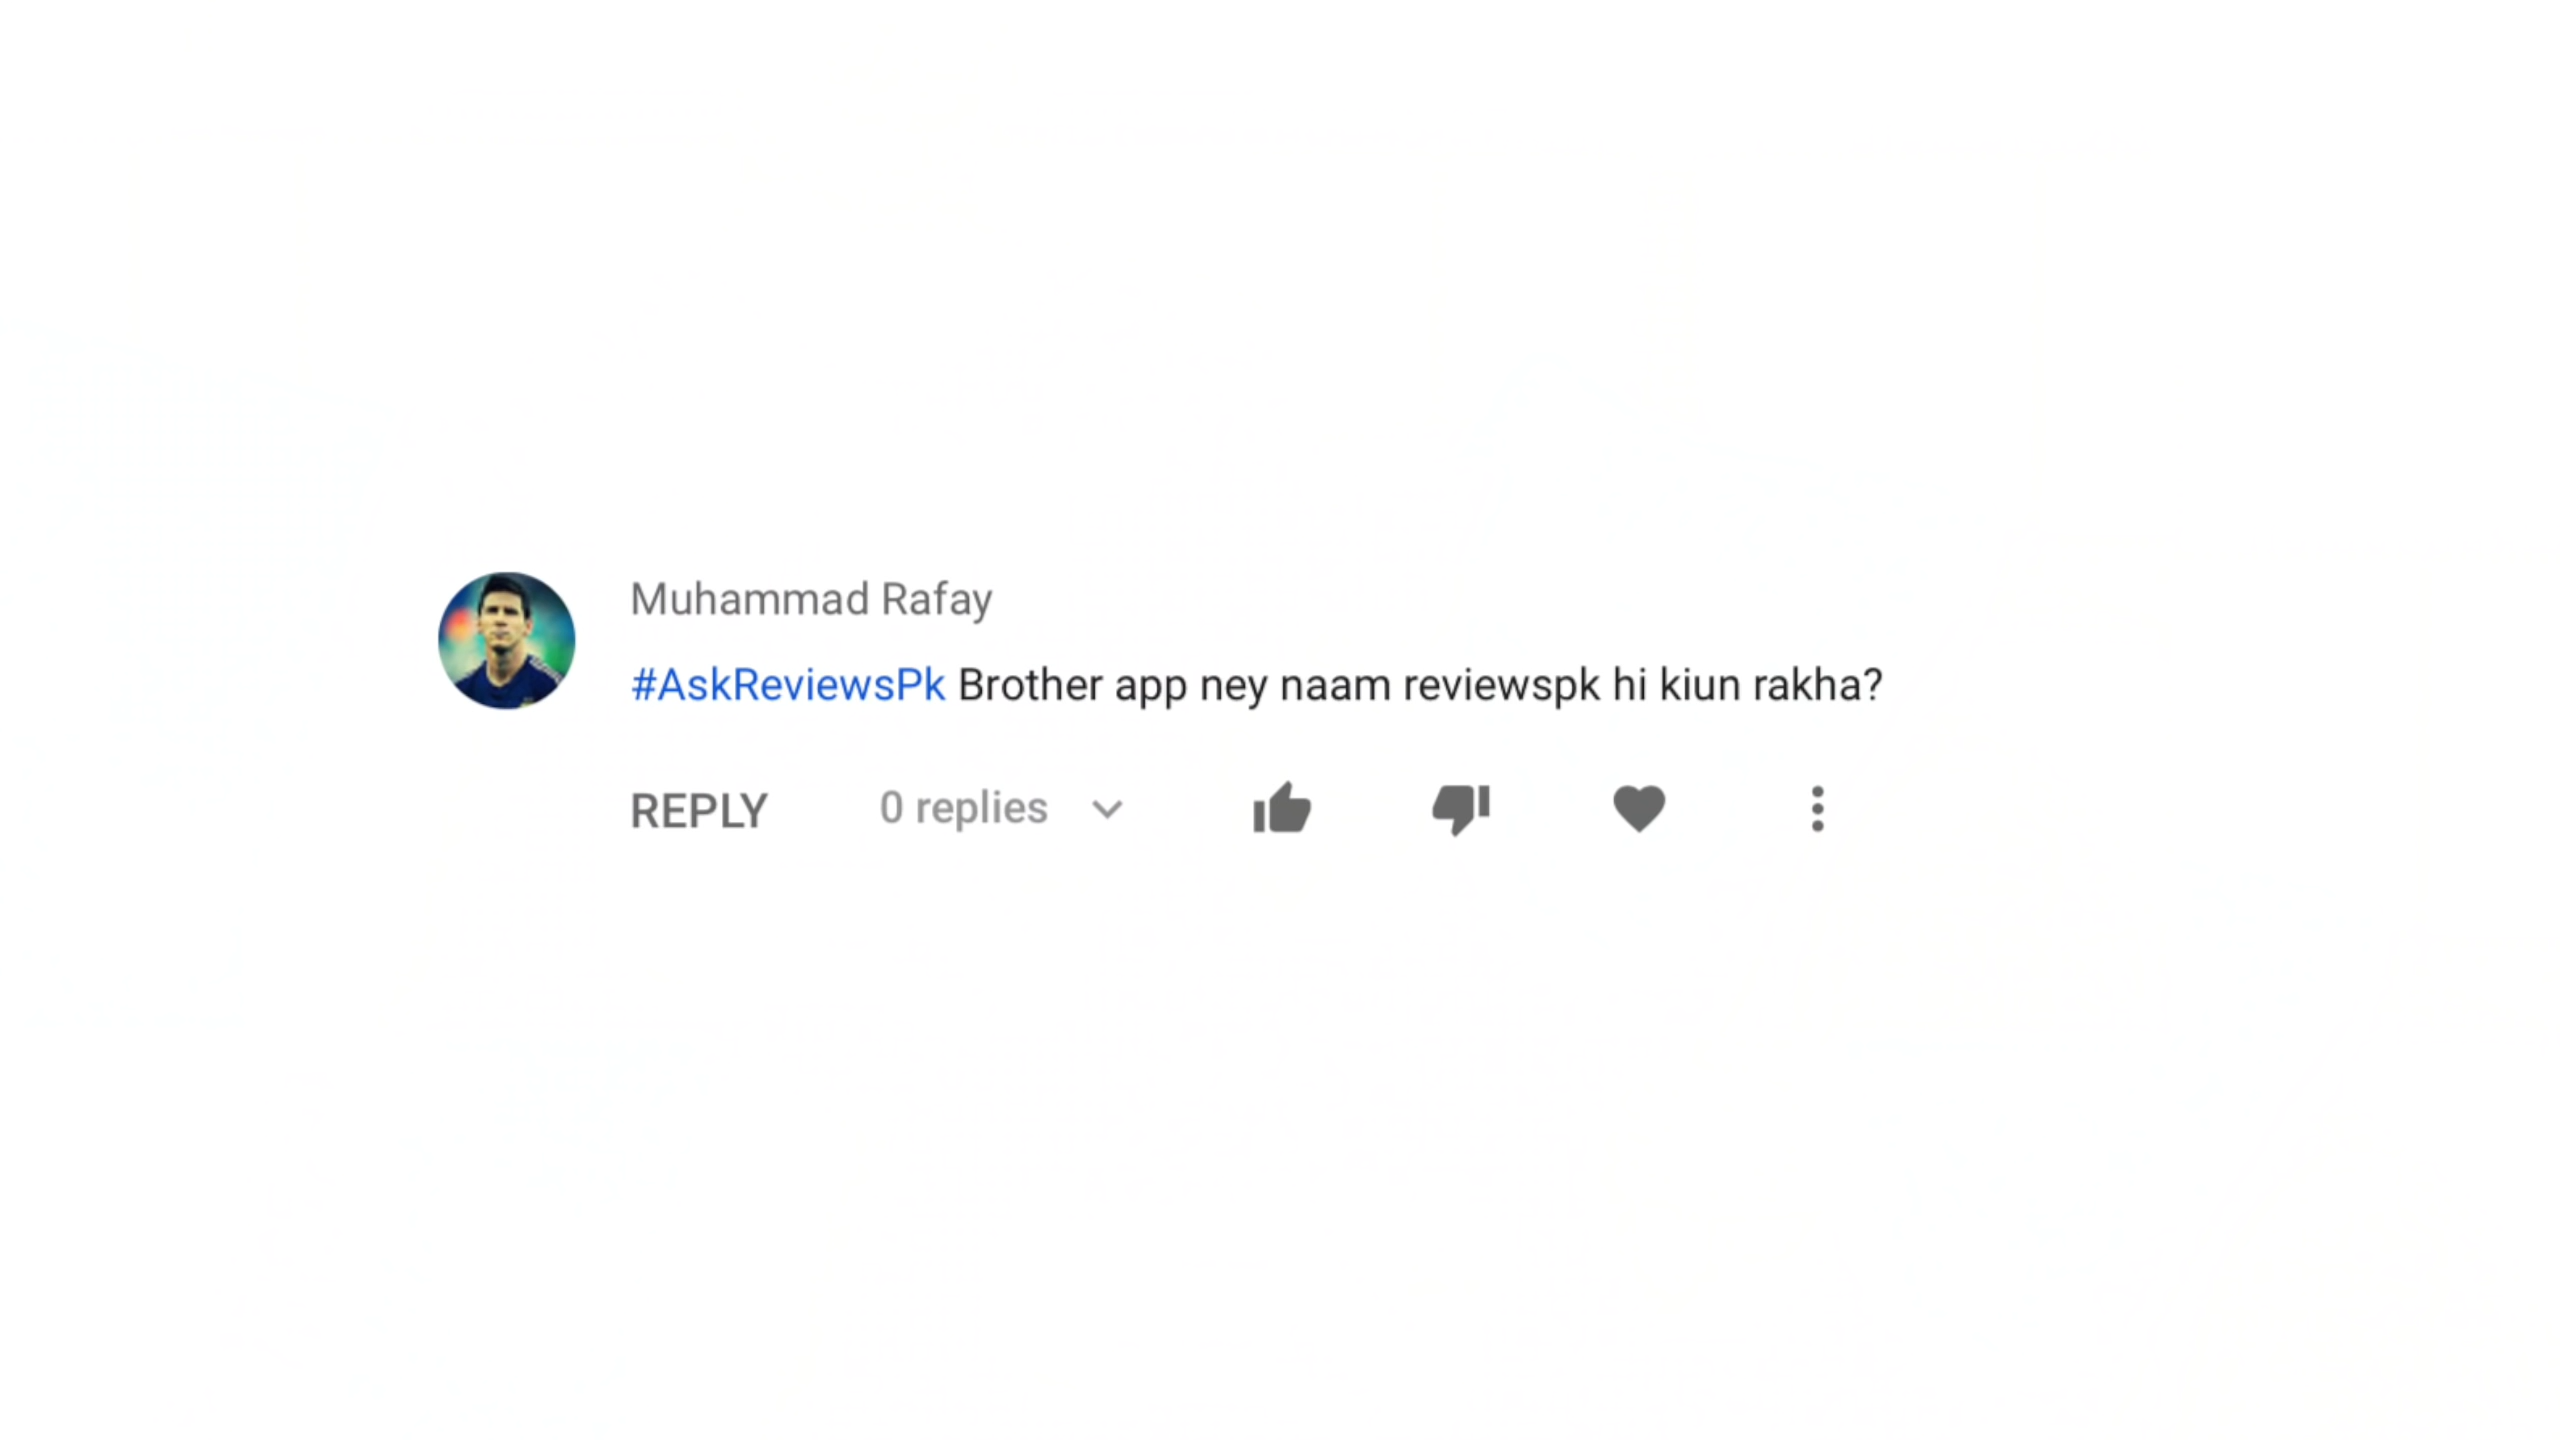 Muhammad Rafay
#AskReviewsPk Brother app ney naam reviewspk hi kiun rakha?
REPLY 0 replies